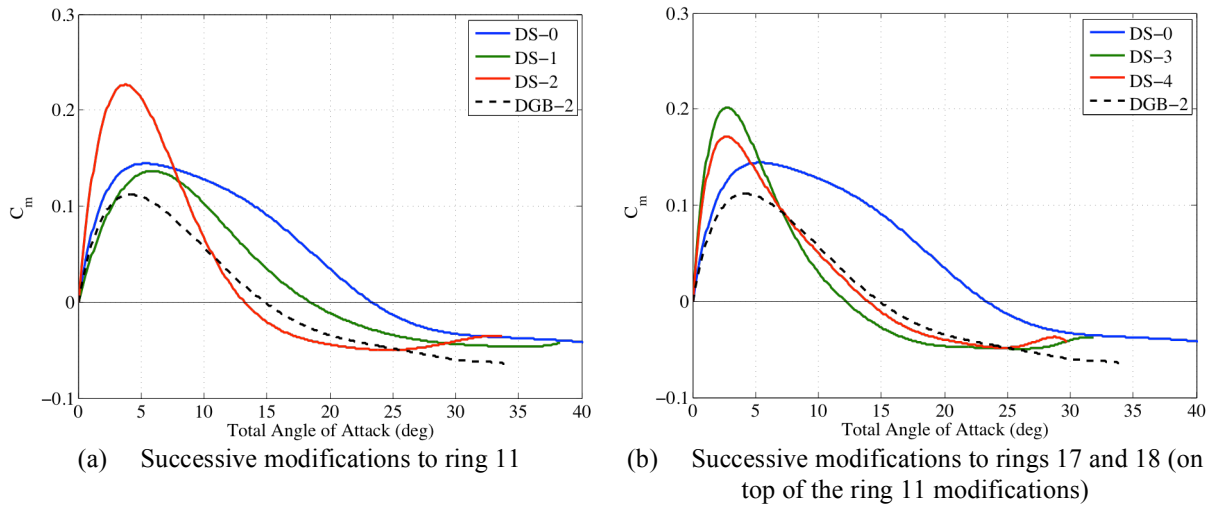 0.3
0.2
0.1
0
−0.1
C_m
DS−0
DS−1
DS−2
DGB−2
0 5 10 15 20 25 30 35 40
Total Angle of Attack (deg)
(a) Successive modifications to ring 11
0.3
0.2
0.1
0
−0.1
C_m
DS−0
DS−3
DS−4
DGB−2
0 5 10 15 20 25 30 35 40
Total Angle of Attack (deg)
(b) Successive modifications to rings 17 and 18 (on
top of the ring 11 modifications)